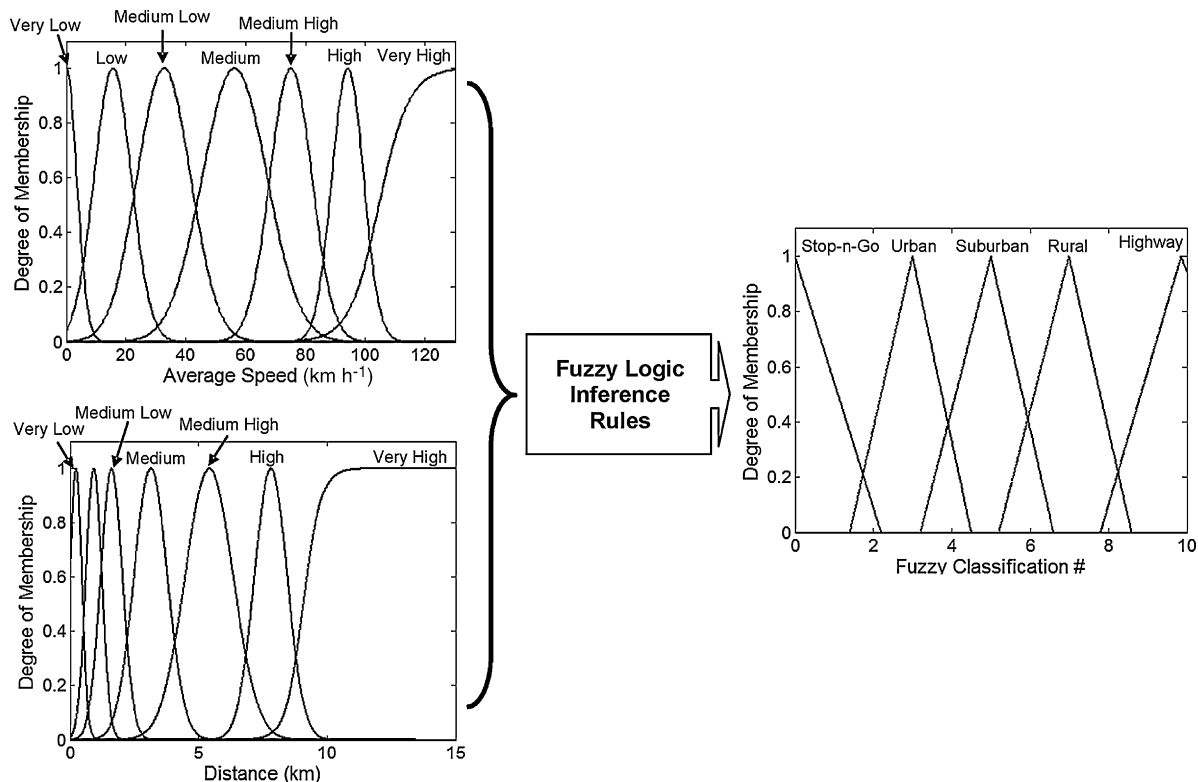 Very Low
Medium Low
Medium High
Low
Medium
High
Very High
Degree of Membership
1
0.8
0.6
0.4
0.2
0
0 20 40 60 80 100 120
Average Speed (km h⁻¹)
Very Low
Medium Low
Medium High
Medium
High
Very High
Degree of Membership
1
0.8
0.6
0.4
0.2
0
0 5 10 15
Distance (km)
Fuzzy Logic
Inference
Rules
Stop-n-Go Urban Suburban Rural Highway
Degree of Membership
1
0.8
0.6
0.4
0.2
0
0 2 4 6 8 10
Fuzzy Classification #